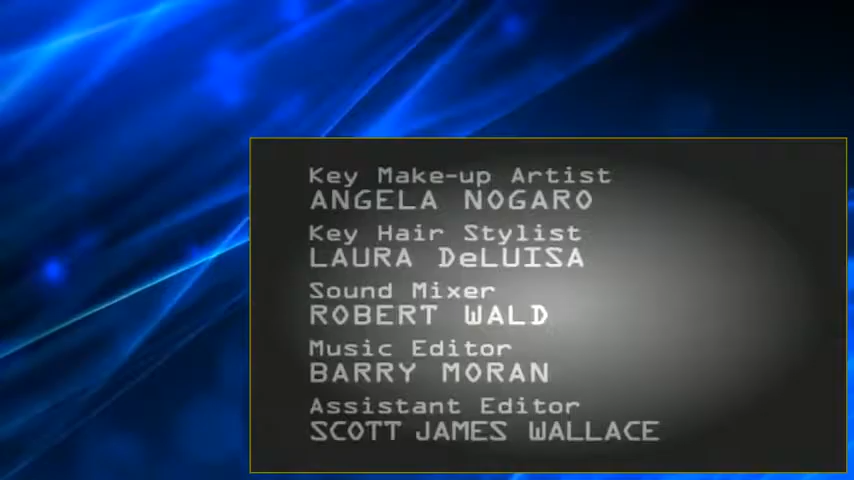 Key Make-up Artist
ANGELA NOGARO
Key Hair Stylist
LAURA DeLUISA
Sound Mixer
ROBERT WALD
Music Editor
BARRY MORAN
Assistant Editor
SCOTT JAMES WALLACE